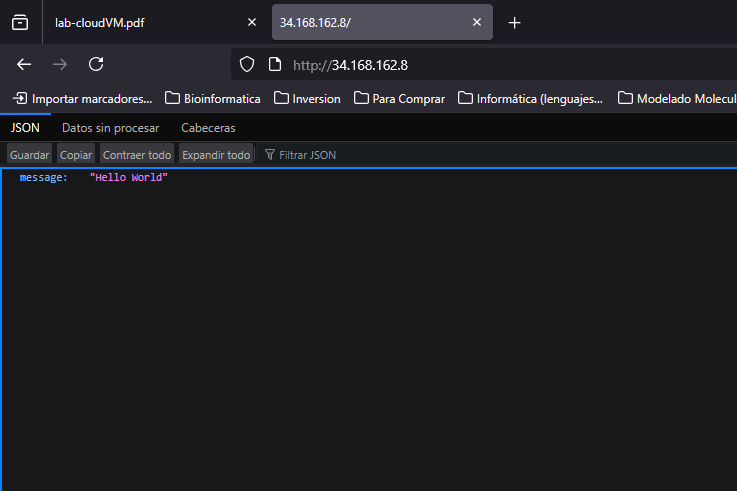 lab-cloudVM.pdf
34.168.162.8/
http://34.168.162.8
Importar marcadores... Bioinformatica Inversion Para Comprar Informática (lenguajes... Modelado Molecul
JSON Datos sin procesar Cabeceras
Guardar Copiar Contraer todo Expandir todo Filtrar JSON
message: "Hello World"